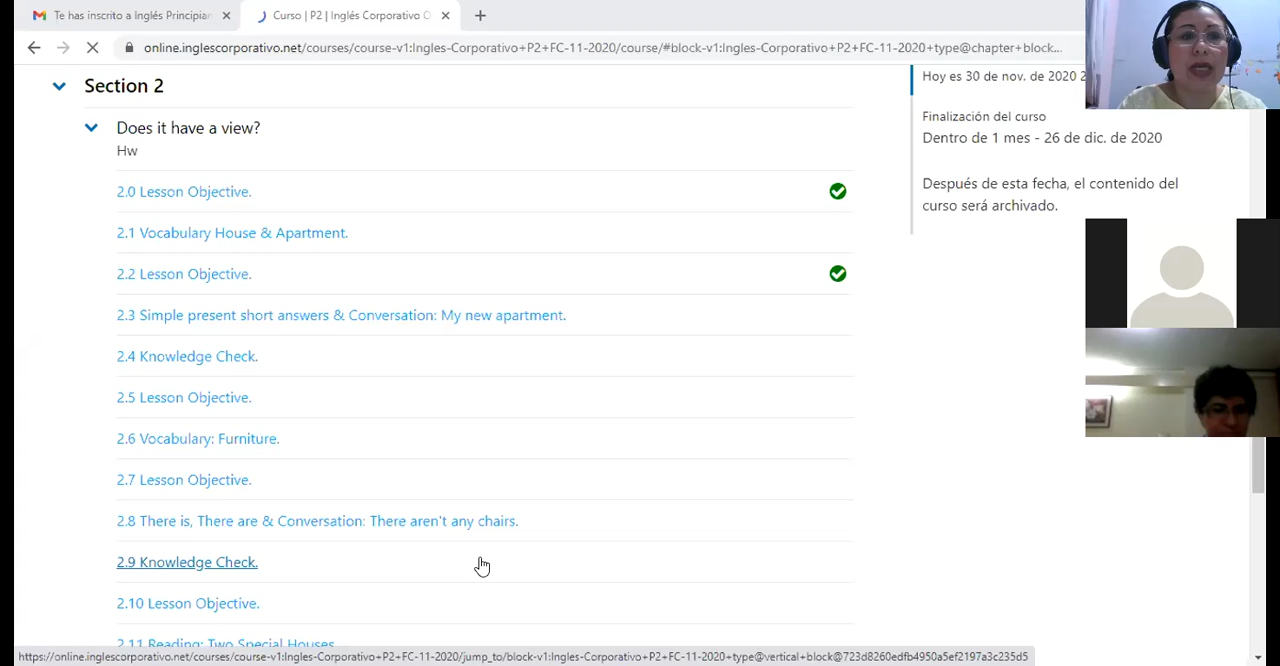 Te has inscrito a Inglés Principian
Curso | P2 | Inglés Corporativo O
online.inglescorporativo.net/courses/course-v1:Ingles-Corporativo+P2+FC-11-2020/course/#block-v1:Ingles-Corporativo+P2+FC-11-2020+type@chapter+block...
Section 2
Hoy es 30 de nov. de 2020 2
Does it have a view?
Hw
Finalización del curso
Dentro de 1 mes - 26 de dic. de 2020
Después de esta fecha, el contenido del
curso será archivado.
2.0 Lesson Objective.
2.1 Vocabulary House & Apartment.
2.2 Lesson Objective.
2.3 Simple present short answers & Conversation: My new apartment.
2.4 Knowledge Check.
2.5 Lesson Objective.
2.6 Vocabulary: Furniture.
2.7 Lesson Objective.
2.8 There is, There are & Conversation: There aren't any chairs.
2.9 Knowledge Check.
2.10 Lesson Objective.
2.11 Reading: Two Special Houses.
https://online.inglescorporativo.net/courses/course-v1:Ingles-Corporativo+P2+FC-11-2020/jump_to/block-v1:Ingles-Corporativo+P2+FC-11-2020+type@vertical+block@723d8260edfb4950a5ef2197a3c235d5